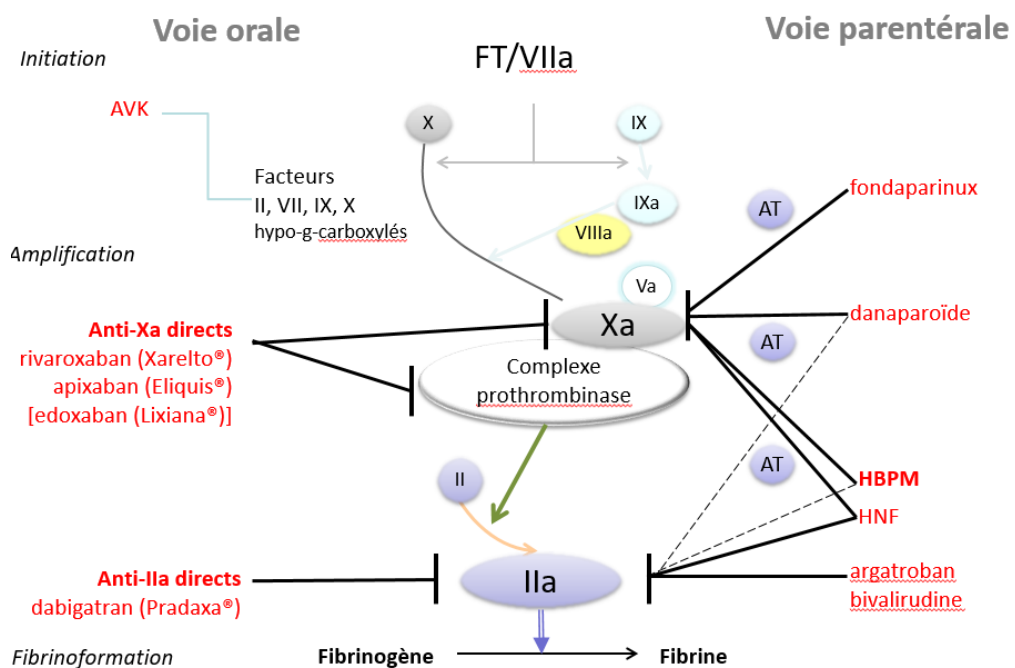 Voie orale
Voie parentérale
Initiation
FT/VIIa
AVK
X
IX
Facteurs
II, VII, IX, X
hypo-g-carboxylés
IXa
AT
fondaparinux
VIIIa
Amplification
Va
Xa
danaparoïde
AT
Anti-Xa directs
rivaroxaban (Xarelto®)
apixaban (Eliquis®)
[edoxaban (Lixiana®)]
Complexe
prothrombinase
II
AT
HBPM
HNF
Anti-IIa directs
dabigatran (Pradaxa®)
IIa
argatroban
bivalirudine
Fibrinoformation
Fibrinogène
Fibrine